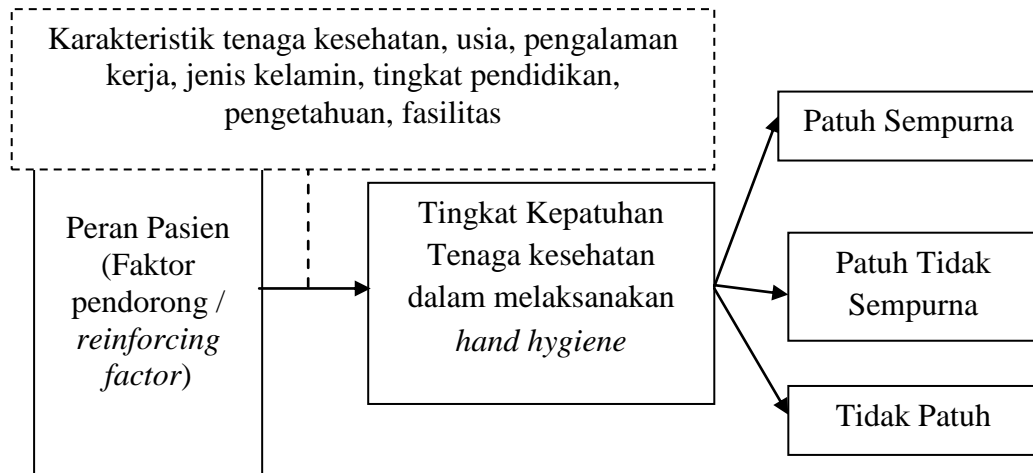 Karakteristik tenaga kesehatan, usia, pengalaman
kerja, jenis kelamin, tingkat pendidikan,
pengetahuan, fasilitas
Peran Pasien
(Faktor
pendorong /
reinforcing
factor)
Tingkat Kepatuhan
Tenaga kesehatan
dalam melaksanakan
hand hygiene
Patuh Sempurna
Patuh Tidak
Sempurna
Tidak Patuh